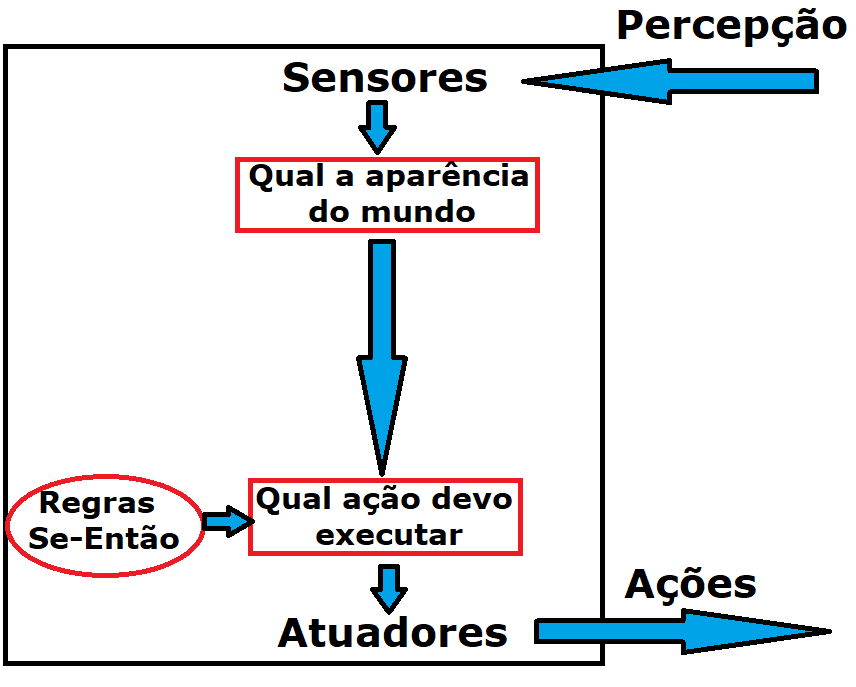 Percepção
Sensores
Qual a aparência
do mundo
Regras
Se-Então
Qual ação devo
executar
Ações
Atuadores